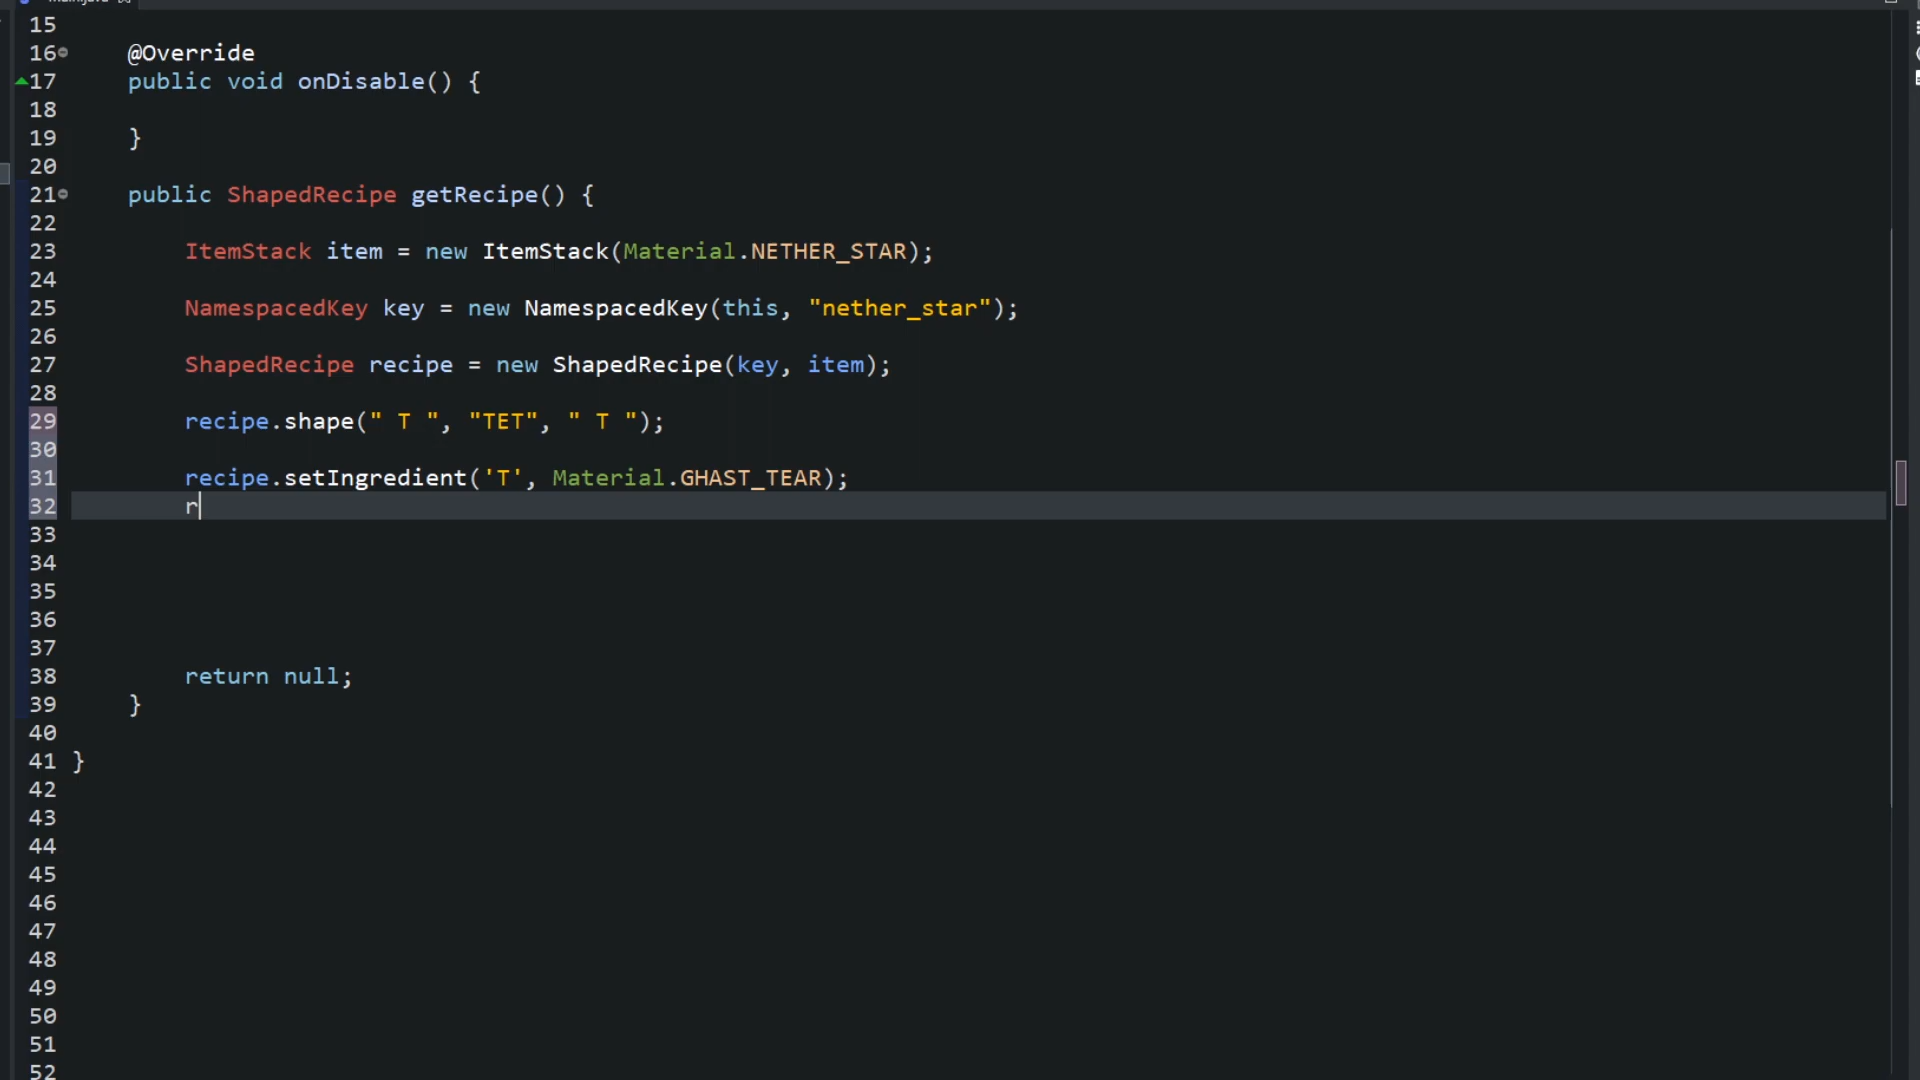 15
16 @Override
17 public void onDisable() {
18
19 }
20
21 public ShapedRecipe getRecipe() {
22
23 ItemStack item = new ItemStack(Material.NETHER_STAR);
24
25 NamespacedKey key = new NamespacedKey(this, "nether_star");
26
27 ShapedRecipe recipe = new ShapedRecipe(key, item);
28
29 recipe.shape(" T ", "TET", " T ");
30
31 recipe.setIngredient('T', Material.GHAST_TEAR);
32 r
33
34
35
36
37
38 return null;
39 }
40
41 }
42
43
44
45
46
47
48
49
50
51
52